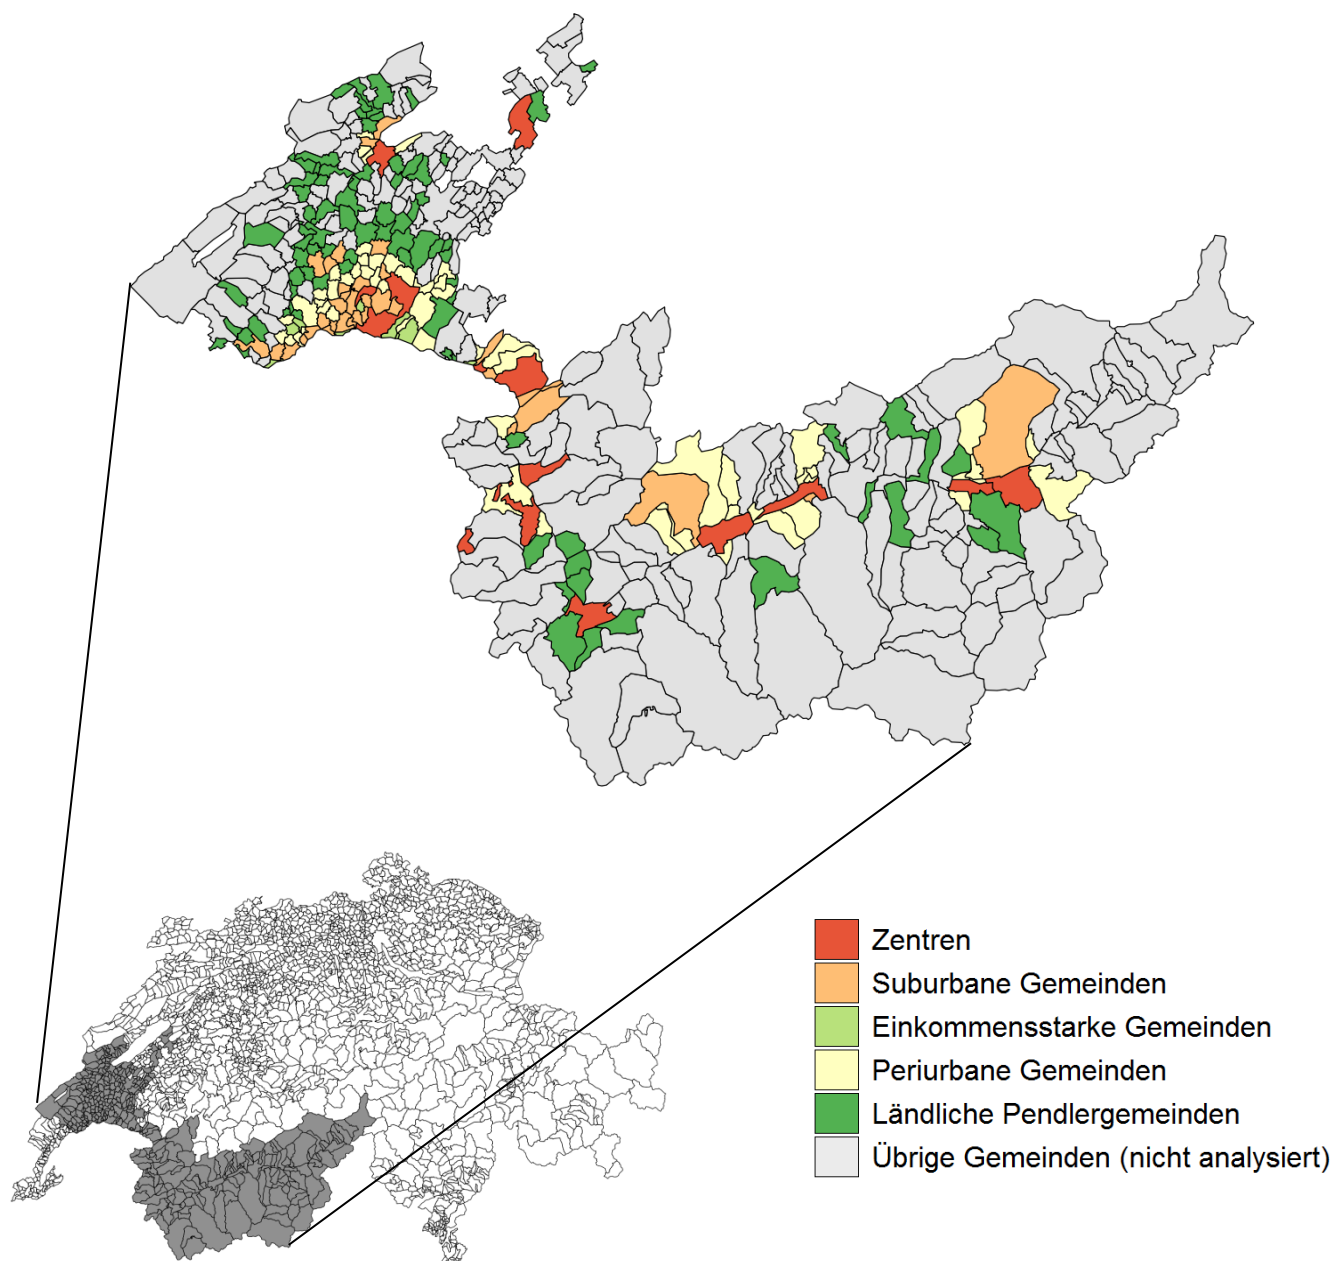 Zentren
Suburbane Gemeinden
Einkommensstarke Gemeinden
Periurbane Gemeinden
Ländliche Pendlergemeinden
Übrige Gemeinden (nicht analysiert)